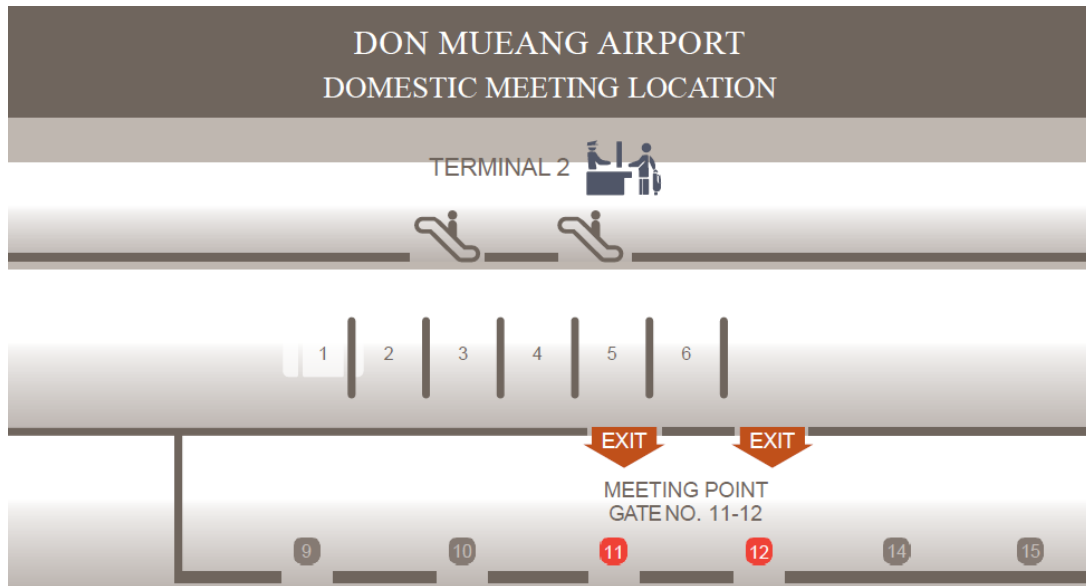 DON MUEANG AIRPORT
DOMESTIC MEETING LOCATION
TERMINAL 2
1 2 3 4 5 6
EXIT EXIT
MEETING POINT
GATE NO. 11-12
9 10 11 12 14 15